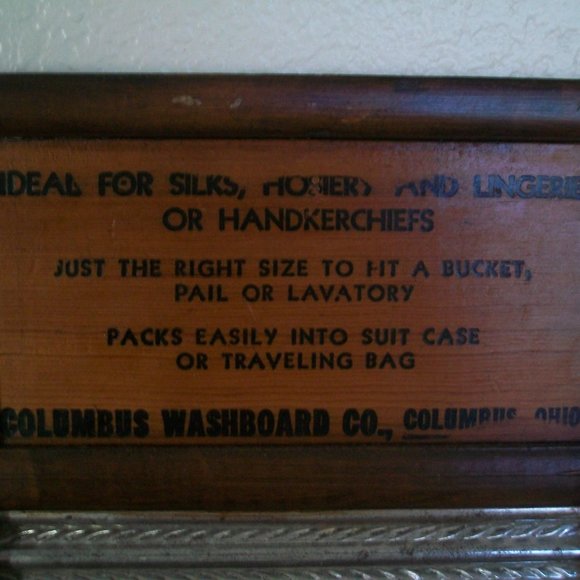 IDEAL FOR SILKS, HOSIERY AND LINGERIE
OR HANDKERCHIEFS
JUST THE RIGHT SIZE TO FIT A BUCKET,
PAIL OR LAVATORY
PACKS EASILY INTO SUIT CASE
OR TRAVELING BAG
COLUMBUS WASHBOARD CO., COLUMBUS, OHIO